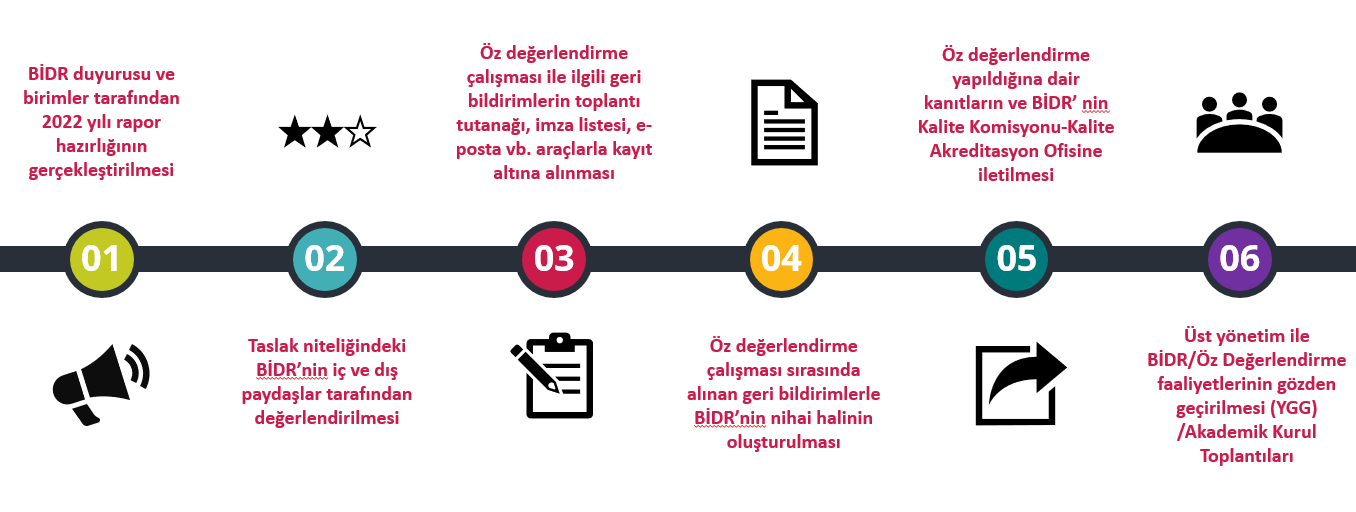 BİDR duyurusu ve
birimler tarafından
2022 yılı rapor
hazırlığının
gerçekleştirilmesi
Öz değerlendirme
çalışması ile ilgili geri
bildirimlerin toplantı
tutanağı, imza listesi, e-
posta vb. araçlarla kayıt
altına alınması
Öz değerlendirme
yapıldığına dair
kanıtların ve BİDR’ nin
Kalite Komisyonu-Kalite
Akreditasyon Ofisine
iletilmesi
01
02
03
04
05
06
Taslak niteliğindeki
BİDR’nin iç ve dış
paydaşlar tarafından
değerlendirilmesi
Öz değerlendirme
çalışması sırasında
alınan geri bildirimlerle
BİDR’nin nihai halinin
oluşturulması
Üst yönetim ile
BİDR/Öz Değerlendirme
faaliyetlerinin gözden
geçirilmesi (YGG)
/Akademik Kurul
Toplantıları